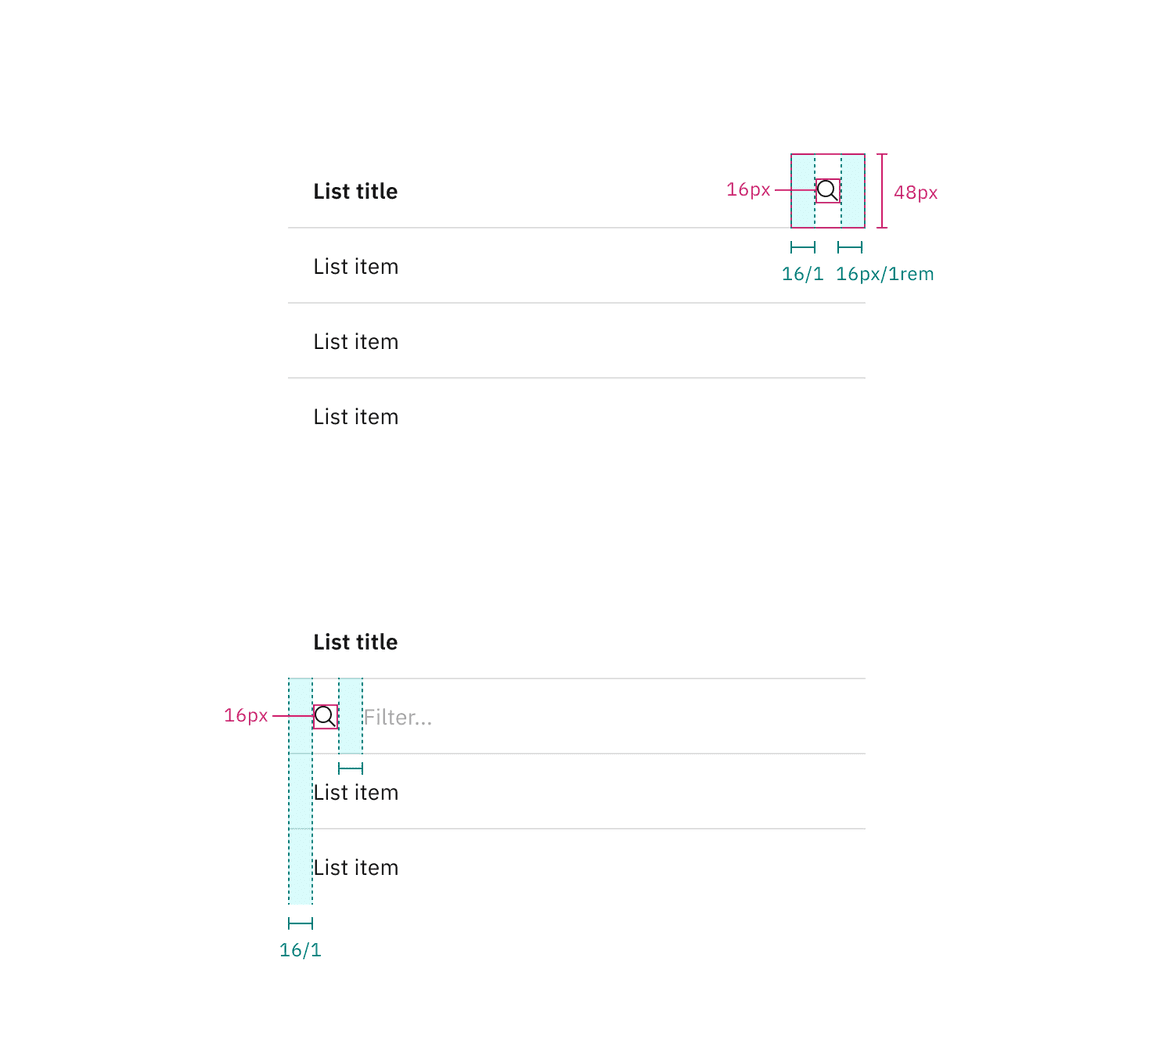 List title
16px
48px
List item
16/1
16px/1rem
List item
List item
List title
16px
Filter...
List item
List item
16/1